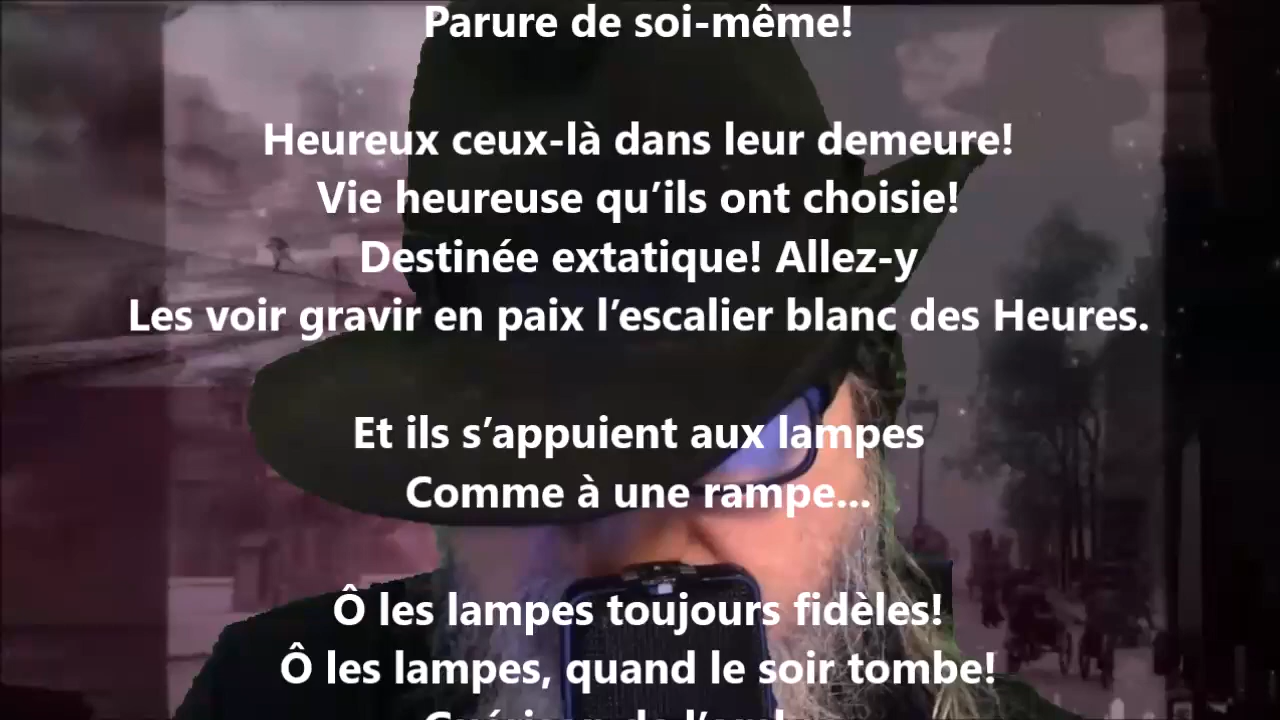 Parure de soi-même!
Heureux ceux-là dans leur demeure!
Vie heureuse qu’ils ont choisie!
Destinée extatique! Allez-y
Les voir gravir en paix l’escalier blanc des Heures.
Et ils s’appuient aux lampes
Comme à une rampe...
Ô les lampes toujours fidèles!
Ô les lampes, quand le soir tombe!